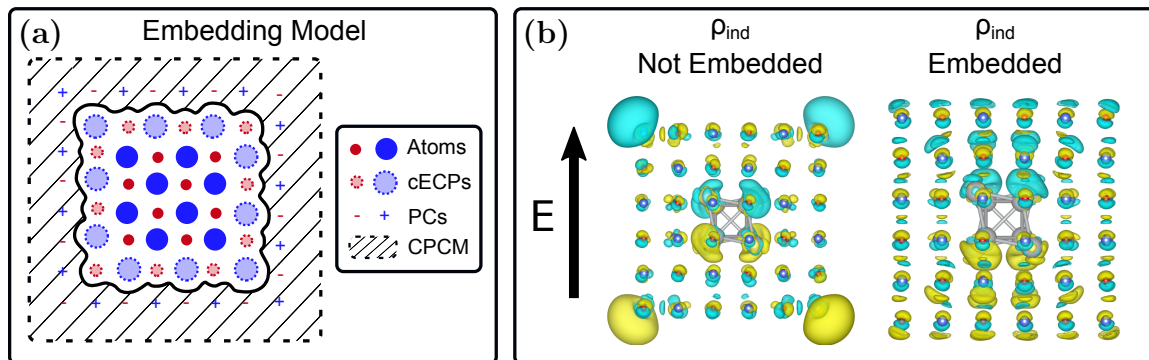 (a)
Embedding Model
Atoms
cECPs
- + PCs
CPCM
(b)
ρind
Not Embedded
ρind
Embedded
E